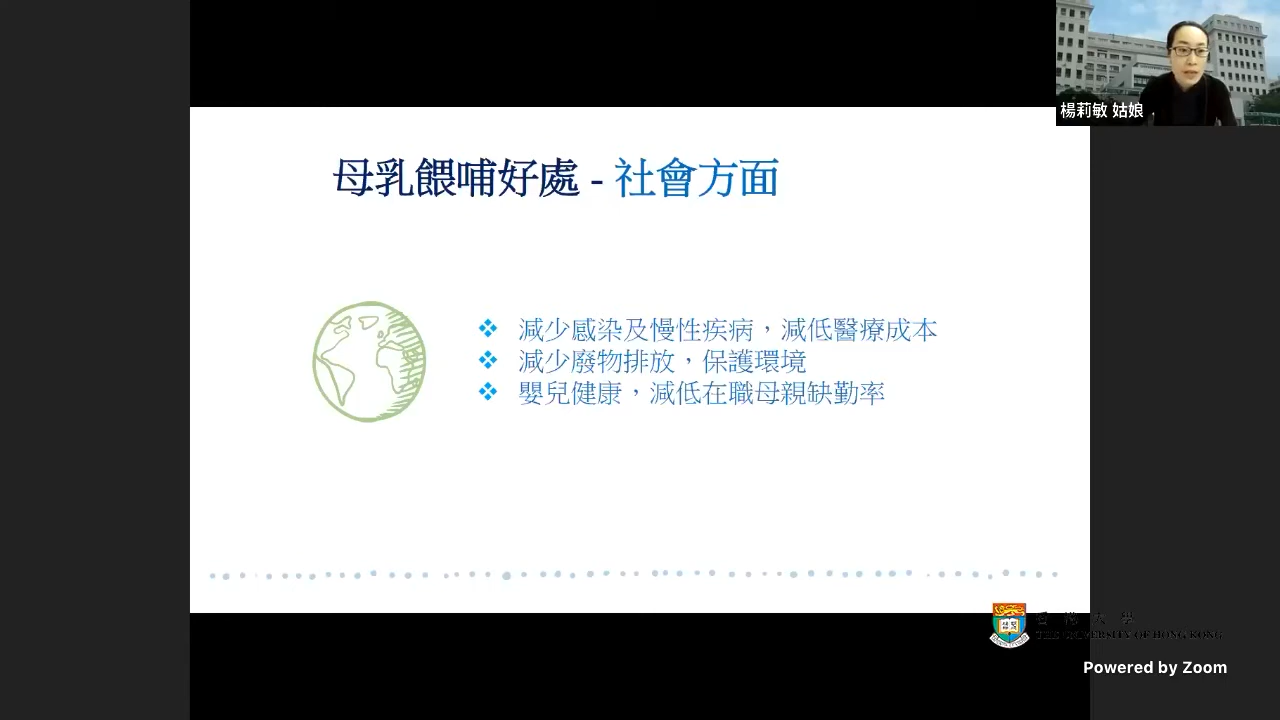 楊莉敏 姑娘
母乳餵哺好處 - 社會方面
❖ 減少感染及慢性疾病，減低醫療成本
❖ 減少廢物排放，保護環境
❖ 嬰兒健康，減低在職母親缺勤率
香港大學
THE UNIVERSITY OF HONG KONG
Powered by Zoom